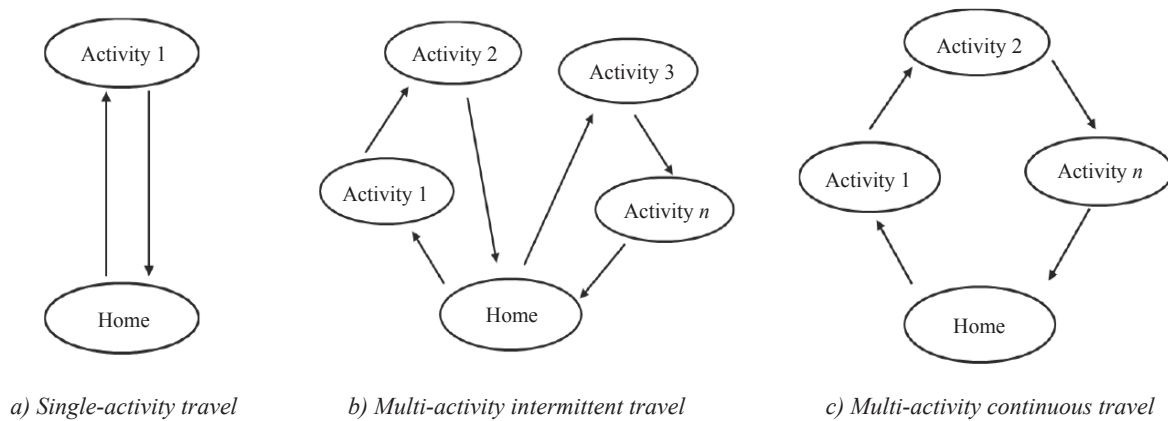 Activity 1
Home
a) Single-activity travel
Activity 2
Activity 3
Activity 1
Activity n
Home
b) Multi-activity intermittent travel
Activity 2
Activity 1
Activity n
Home
c) Multi-activity continuous travel